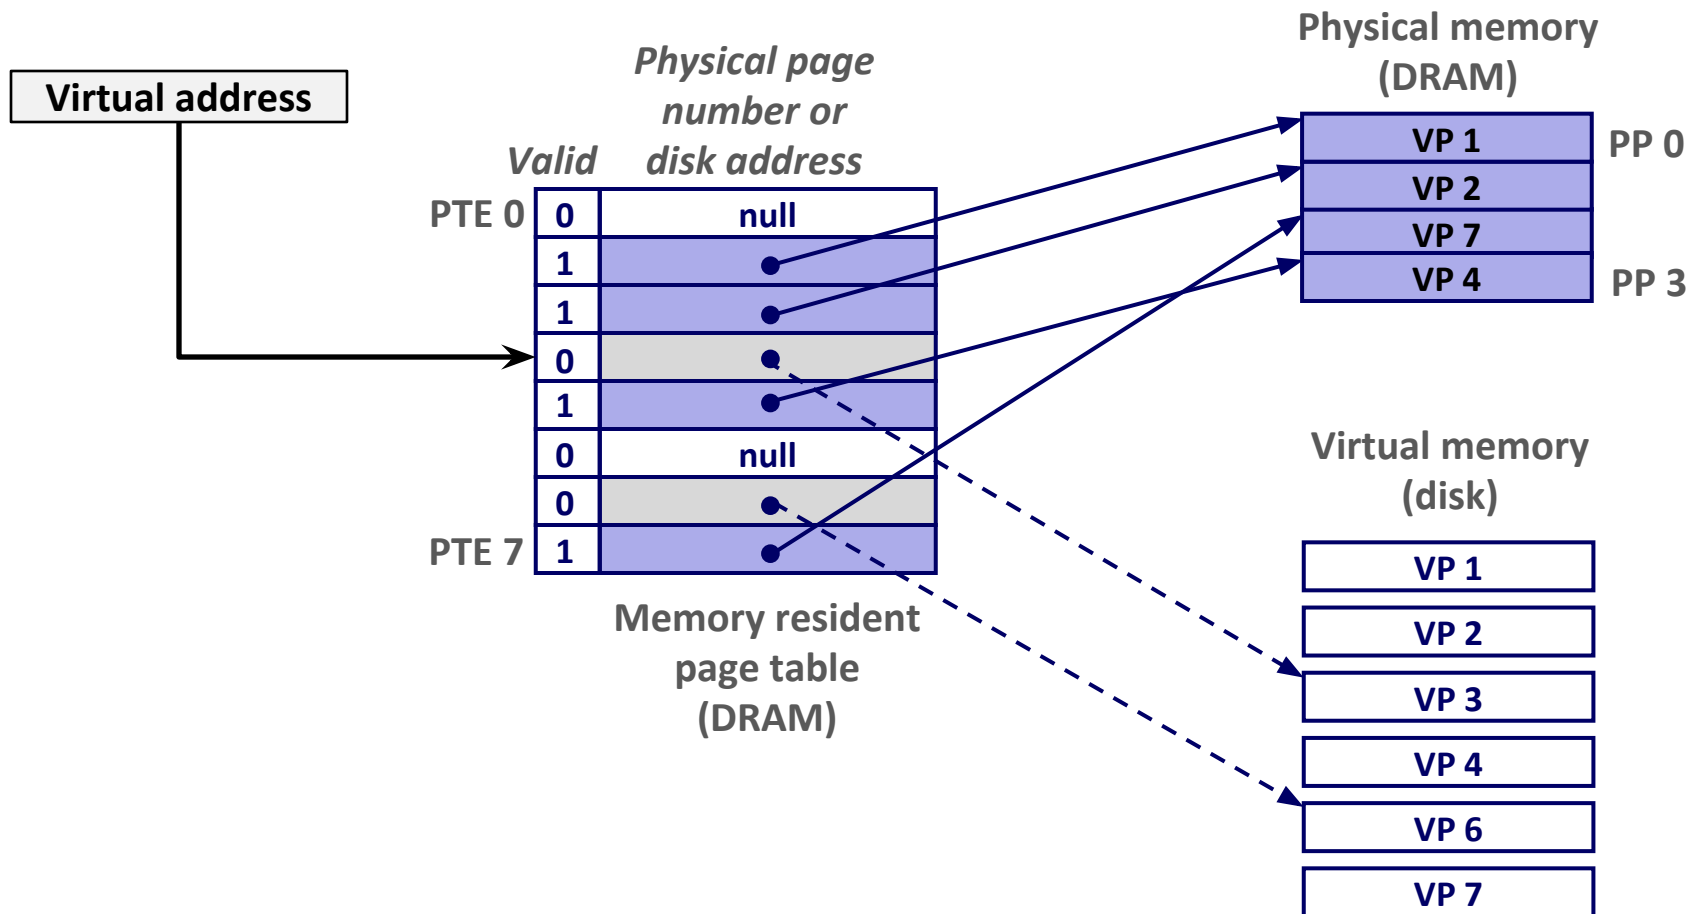 Virtual address
Physical page
number or
disk address
Valid
PTE 0
0
null
1
1
0
1
0
null
0
PTE 7
1
Memory resident
page table
(DRAM)
Physical memory
(DRAM)
VP 1
PP 0
VP 2
VP 7
VP 4
PP 3
Virtual memory
(disk)
VP 1
VP 2
VP 3
VP 4
VP 6
VP 7